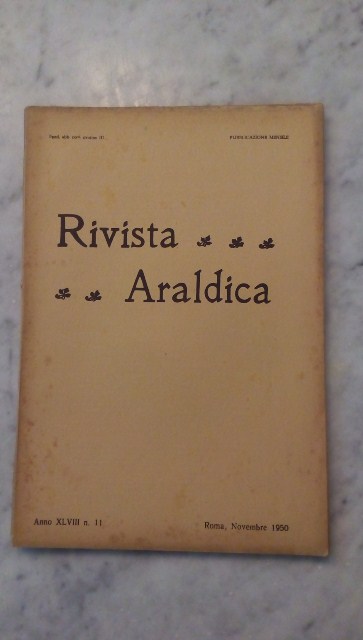 Rivista
Araldica
Anno XLVIII n. 11
Roma, Novembre 1950